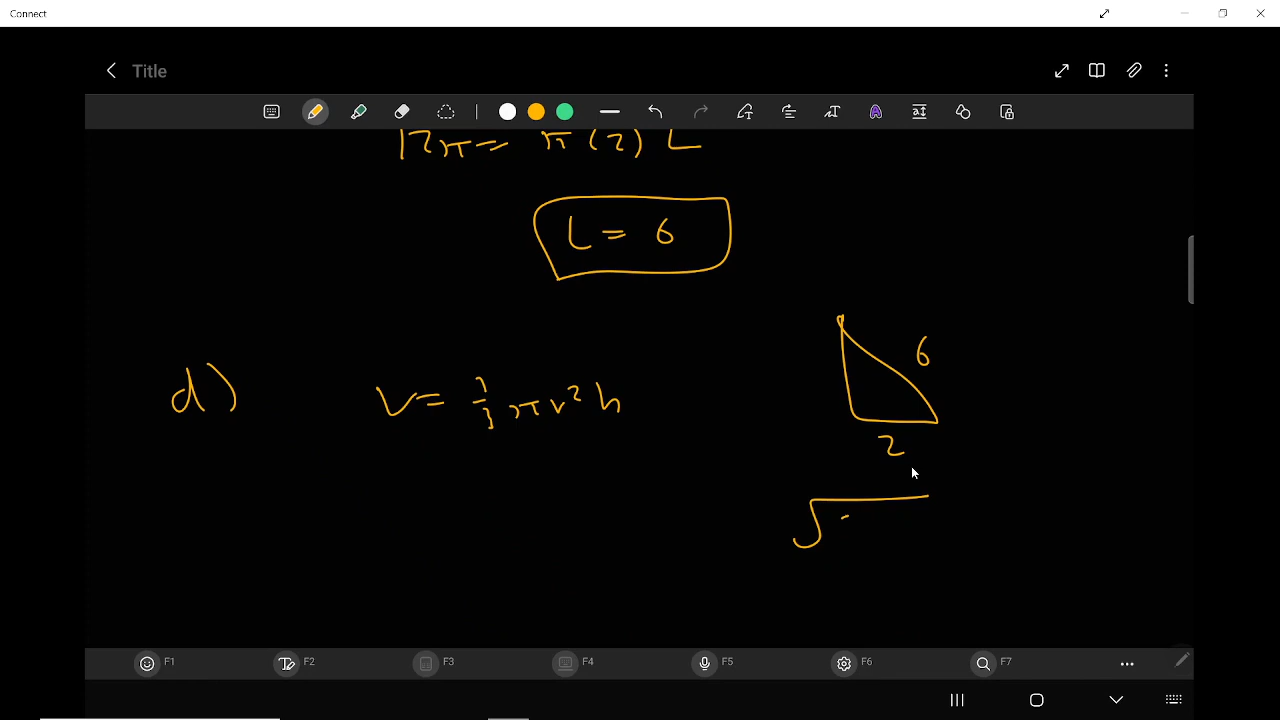 Connect
Title
12π = π (2) L
L = 6
d)
V = 1/3 πr²h
6
2
√
F1 F2 F3 F4 F5 F6 F7